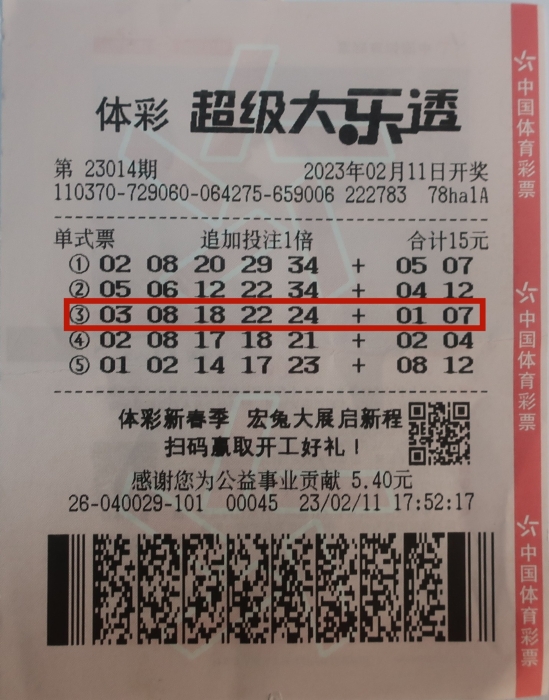 体彩 超级大乐透
第 23014期 2023年02月11日开奖
110370-729060-064275-659006 222783 78ha1A
单式票 追加投注1倍 合计15元
① 02 08 20 29 34 + 05 07
② 05 06 12 22 34 + 04 12
③ 03 08 18 22 24 + 01 07
④ 02 08 17 18 21 + 02 04
⑤ 01 02 14 17 23 + 08 12
体彩新春季 宏兔大展启新程
扫码赢取开工好礼！
感谢您为公益事业贡献 5.40元
26-040029-101 00045 23/02/11 17:52:17
中国体育彩票
中国体育彩票
中国体育彩票